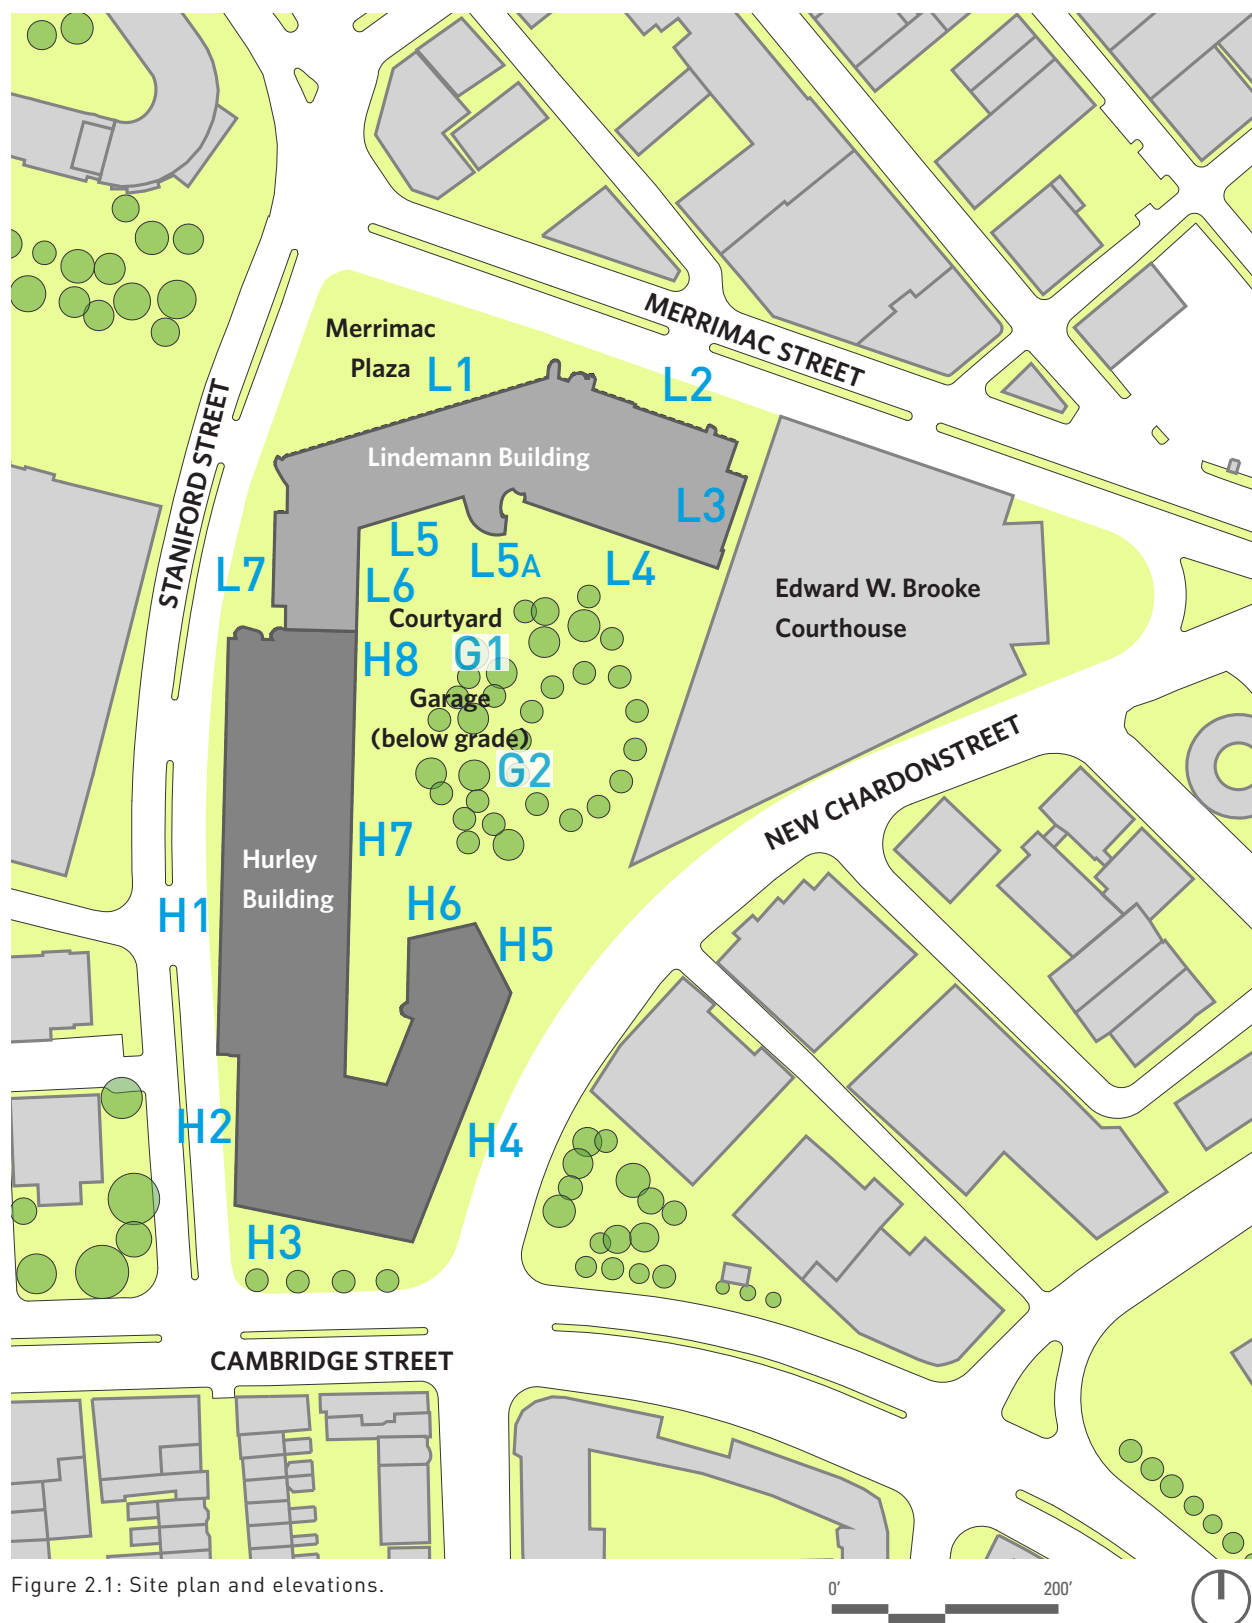 MERRIMAC STREET
Merrimac
Plaza
L1
L2
STANIFORD STREET
Lindemann Building
L3
L5
L5A
L4
L7
L6
Edward W. Brooke
Courthouse
Courtyard
H8
G1
Garage
(below grade)
G2
NEW CHARDONSTREET
H7
Hurley
Building
H6
H1
H5
H2
H4
H3
CAMBRIDGE STREET
Figure 2.1: Site plan and elevations.
0'
200'